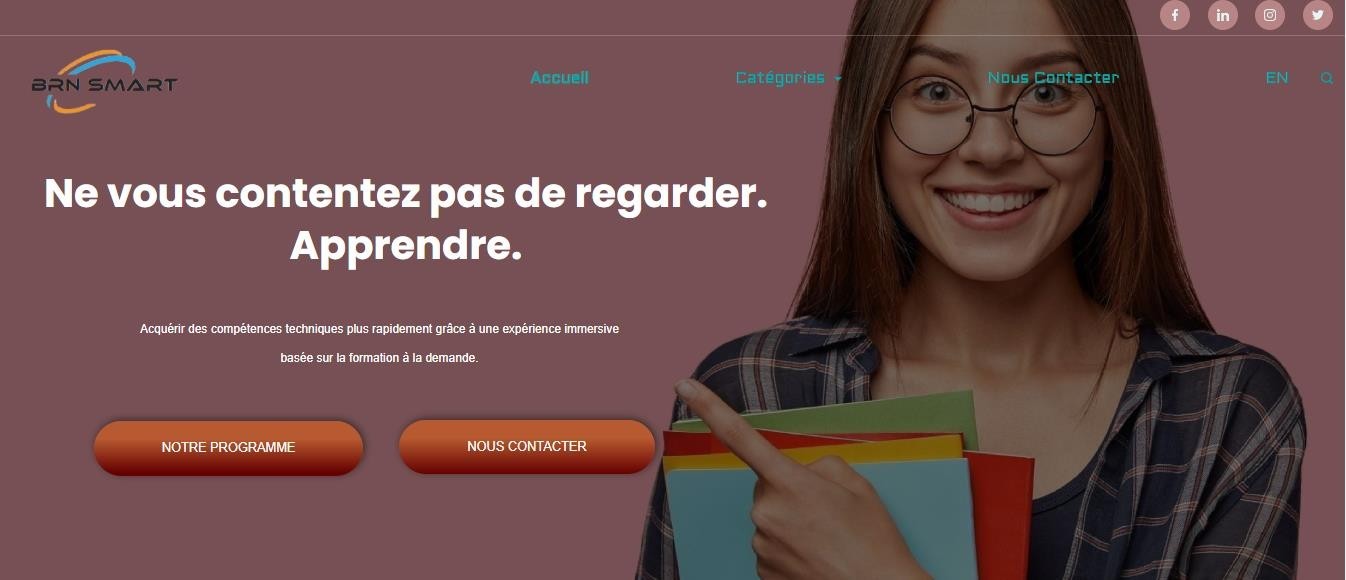 BRN SMART
Accueil
Catégories
Nous Contacter
EN
Ne vous contentez pas de regarder.
Apprendre.
Acquérir des compétences techniques plus rapidement grâce à une expérience immersive
basée sur la formation à la demande.
NOTRE PROGRAMME
NOUS CONTACTER